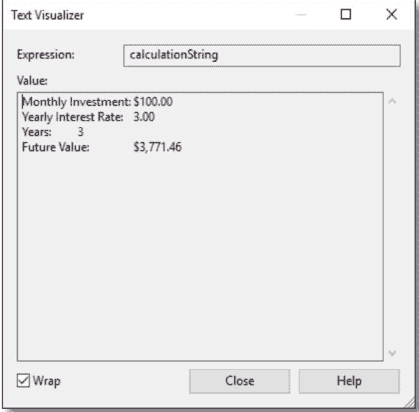 Text Visualizer
Expression: calculationString
Value:
Monthly Investment: $100.00
Yearly Interest Rate: 3.00
Years: 3
Future Value: $3,771.46
Wrap Close Help